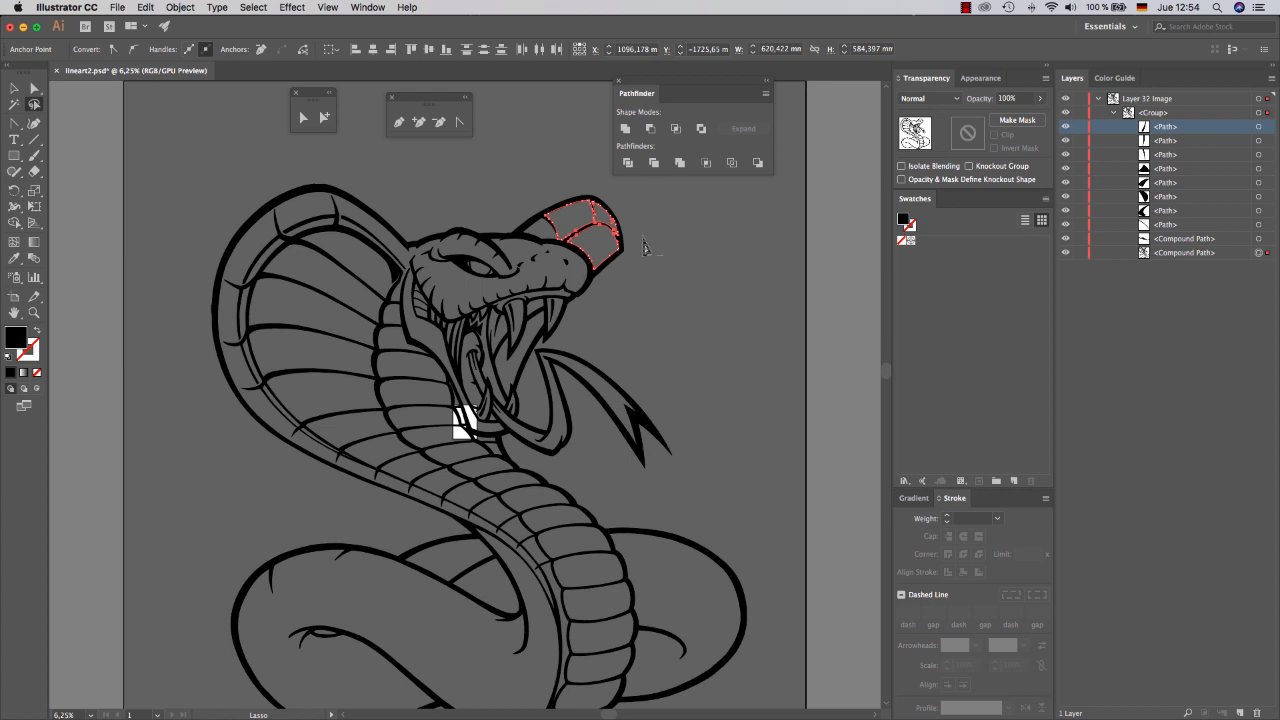 Illustrator CC File Edit Object Type Select Effect View Window Help 100 % Jue 12:54
Br St Essentials Search Adobe Stock
Anchor Point Convert: Handles: Anchors: X: 1096,178 m Y: -1725,65 m W: 620,422 mm H: 584,397 mm
× lineart2.psd* @ 6,25% (RGB/GPU Preview)
Pathfinder
Shape Modes:
Expand
Pathfinders:
Transparency Appearance
Normal Opacity: 100%
Make Mask
Clip
Invert Mask
Isolate Blending Knockout Group
Opacity & Mask Define Knockout Shape
Swatches
Gradient Stroke
Weight:
Cap:
Corner: Limit: x
Align Stroke:
Dashed Line
dash gap dash gap dash gap
Arrowheads:
Scale: 100% 100%
Align:
Profile:
Layers Color Guide
Layer 32 Image
<Group>
<Path>
<Path>
<Path>
<Path>
<Path>
<Path>
<Path>
<Path>
<Compound Path>
<Compound Path>
1 Layer
6,25% 1 Lasso